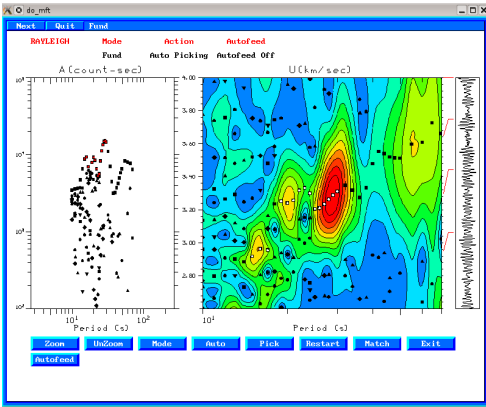 do_mft
Next Quit Fund
RAYLEIGH Mode Action Autofeed
Fund Auto Picking Autofeed Off
A(count-sec) U(km/sec)
4.00
3.60
3.40
3.20
3.00
2.80
10¹ 10² 10¹
Period (s) Period (s)
Zoom UnZoom Mode Auto Pick Restart Match Exit
Autofeed